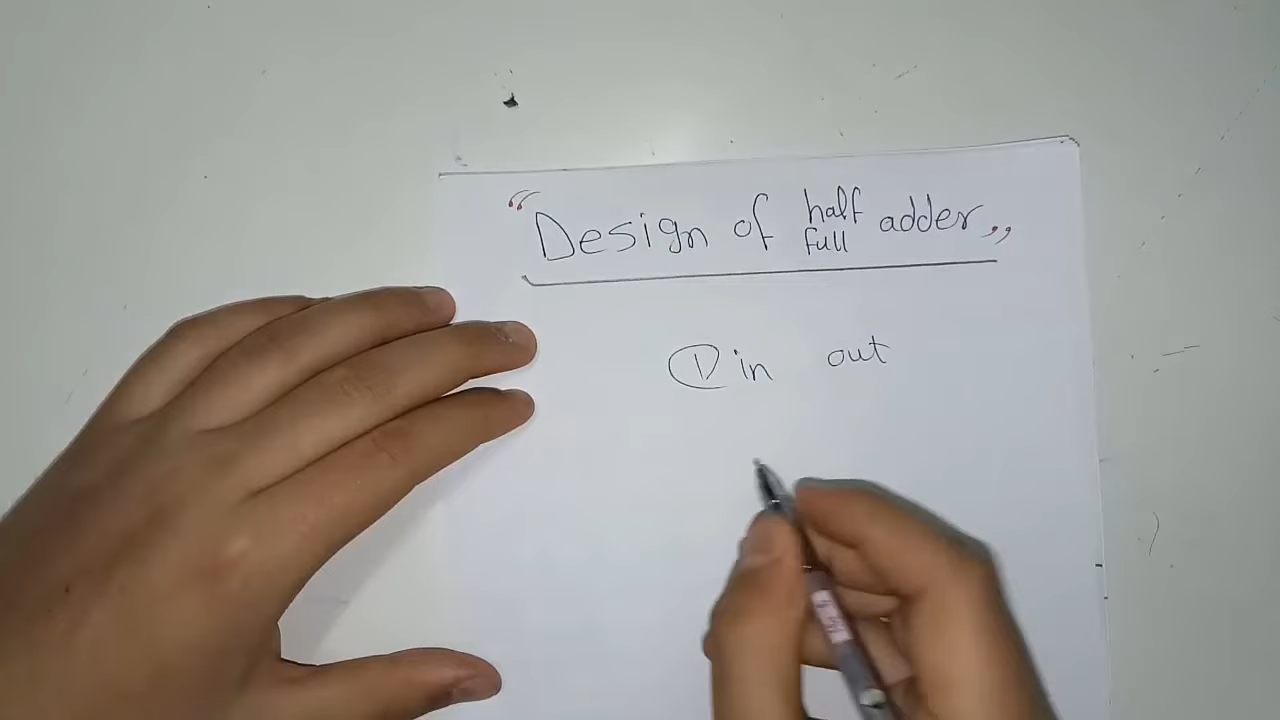 “Design of half adder”
full
① in out